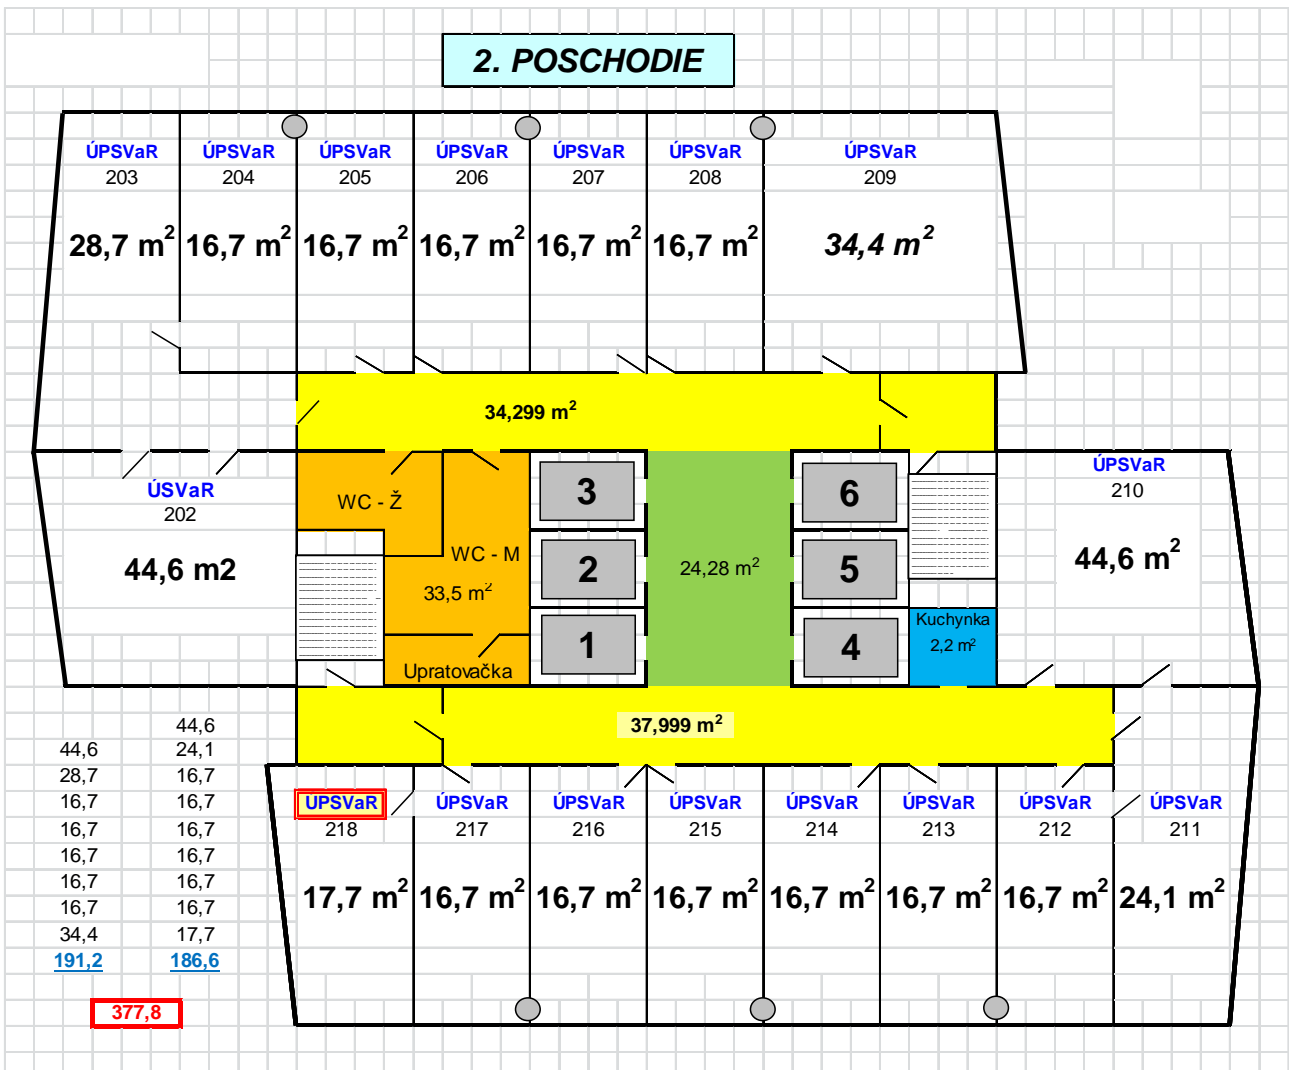 2. POSCHODIE
ÚPSVaR ÚPSVaR ÚPSVaR ÚPSVaR ÚPSVaR ÚPSVaR ÚPSVaR
203 204 205 206 207 208 209
28,7 m² 16,7 m² 16,7 m² 16,7 m² 16,7 m² 16,7 m² 34,4 m²
34,299 m²
ÚSVaR
202
44,6 m2
WC - Ž
WC - M
33,5 m²
Upratovačka
3
2
1
24,28 m²
6
5
4
Kuchynka
2,2 m²
ÚPSVaR
210
44,6 m²
37,999 m²
44,6
44,6 24,1
28,7 16,7
16,7 16,7
16,7 16,7
16,7 16,7
16,7 16,7
16,7 16,7
34,4 17,7
191,2 186,6
377,8
UPSVaR ÚPSVaR ÚPSVaR ÚPSVaR ÚPSVaR ÚPSVaR ÚPSVaR ÚPSVaR
218 217 216 215 214 213 212 211
17,7 m² 16,7 m² 16,7 m² 16,7 m² 16,7 m² 16,7 m² 16,7 m² 24,1 m²